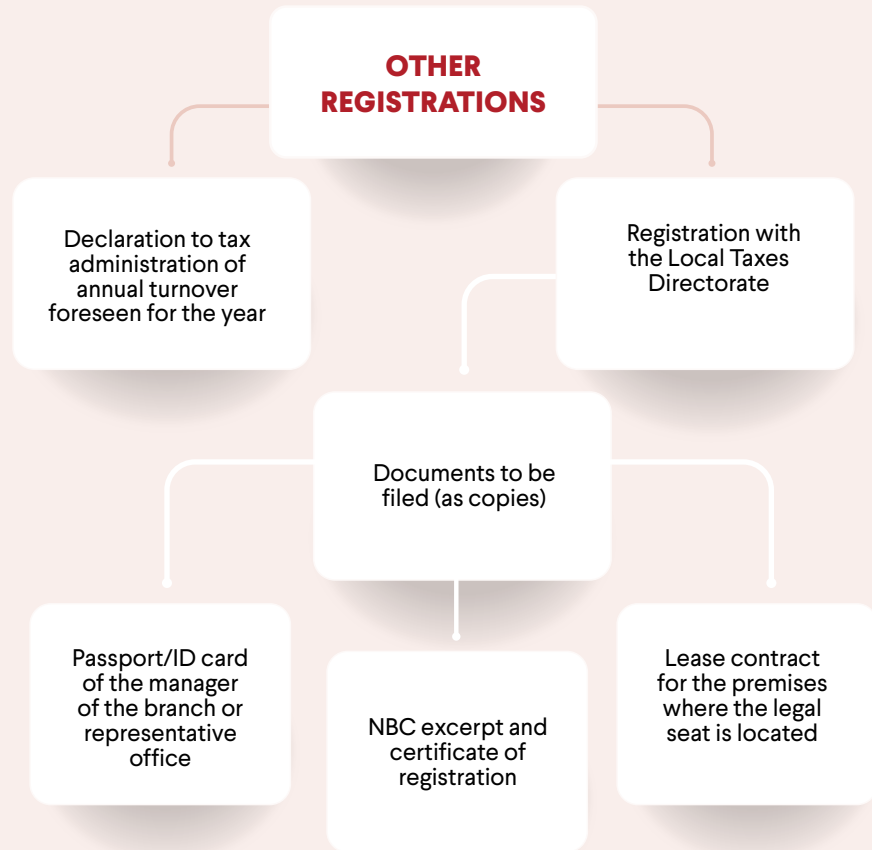 OTHER
REGISTRATIONS
Declaration to tax
administration of
annual turnover
foreseen for the year
Registration with
the Local Taxes
Directorate
Documents to be
filed (as copies)
Passport/ID card
of the manager
of the branch or
representative
office
NBC excerpt and
certificate of
registration
Lease contract
for the premises
where the legal
seat is located